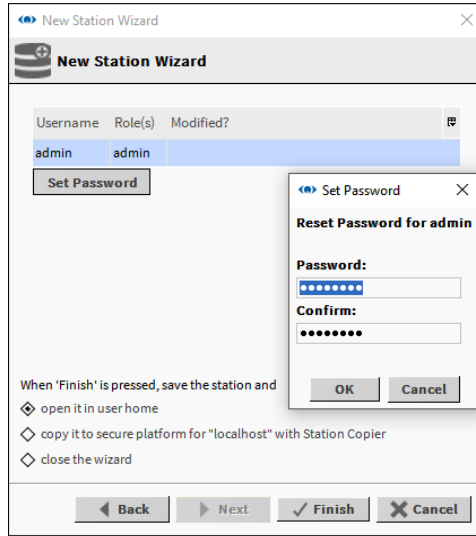 New Station Wizard
New Station Wizard
Username Role(s) Modified?
admin admin
Set Password
Set Password
Reset Password for admin
Password:
••••••••
Confirm:
••••••••
OK Cancel
When 'Finish' is pressed, save the station and
open it in user home
copy it to secure platform for "localhost" with Station Copier
close the wizard
Back Next Finish Cancel